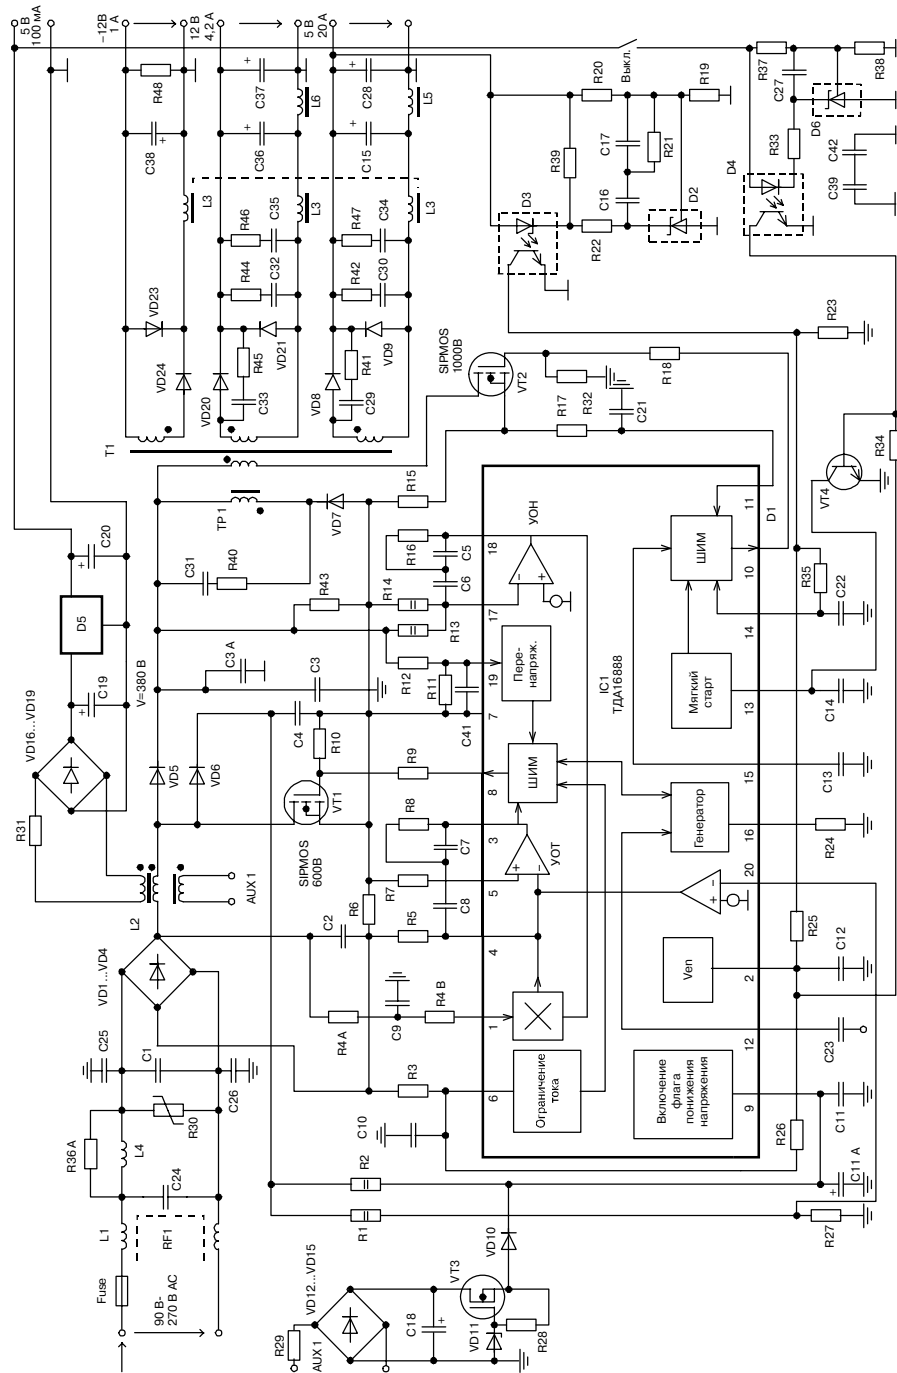 90 В-
270 В AC
Fuse
L1
RF1
C24
R36 A
L4
R30
C1
C25
C26
VD1...VD4
L2
AUX 1
R31
VD16...VD19
C19
D5
C20
V=380 В
VD5
VD6
SIPMOS
600В
VT1
C4
R10
C3 A
C3
C31
R40
R43
TP 1
VD7
T1
VD24
VD23
L3
C38
+
R48
–12В
1 А
5 В
100 мА
VD20
R45
C33
VD21
R44
C32
R46
C35
L3
C36
+
C37
+
L6
12 В
4,2 А
VD8
R41
C29
VD9
R42
C30
R47
C34
L3
C15
+
C28
+
L5
5 В
20 А
SIPMOS
1000В
VT2
R17
R32
C21
R18
R15
R16
C5
C6
R14
R13
R12
R11
C41
R9
R8
C7
C8
R7
R6
R5
C2
R4 A
C9
R4 B
R3
C10
R2
R1
R29
AUX 1
VD12...VD15
C18
+
VT3
VD11
R28
VD10
R27
C11 A
+
C11
R26
C23
C12
R25
R24
C13
C14
C22
R35
VT4
R34
R23
D3
R39
R22
C16
C17
R21
R20
R19
D2
Выкл.
D4
R33
C27
R37
R38
D6
C39
C42
IC1
ТДА16888
D1
Ограничение
тока
Включение
флага
понижения
напряжения
Ven
Генератор
Мягкий
старт
ШИМ
ШИМ
Пере-
напряж.
УОТ
УОН
6
1
4
5
3
8
7
19
17
18
9
12
2
20
16
15
13
14
10
11